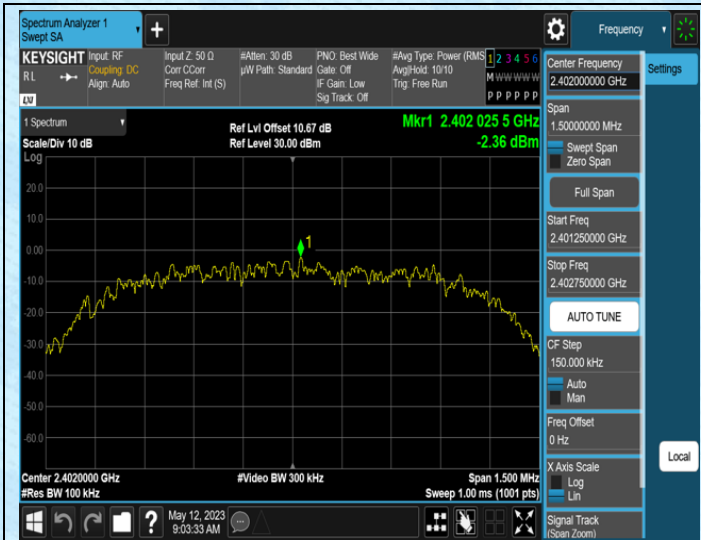 Spectrum Analyzer 1
Swept SA
Frequency
KEYSIGHT
R L
Input: RF
Coupling: DC
Align: Auto
Input Z: 50 Ω
Corr CCorr
Freq Ref: Int (S)
#Atten: 30 dB
µW Path: Standard
PNO: Best Wide
Gate: Off
IF Gain: Low
Sig Track: Off
#Avg Type: Power (RMS
Avg|Hold: 10/10
Trig: Free Run
1 2 3 4 5 6
M W W W W W
P P P P P P
LXI
1 Spectrum
Scale/Div 10 dB
Ref Lvl Offset 10.67 dB
Ref Level 30.00 dBm
Mkr1 2.402 025 5 GHz
-2.36 dBm
Log
20.0
10.0
0.00
-10.0
-20.0
-30.0
-40.0
-50.0
-60.0
1
Center 2.4020000 GHz
#Res BW 100 kHz
#Video BW 300 kHz
Span 1.500 MHz
Sweep 1.00 ms (1001 pts)
May 12, 2023
9:03:33 AM
Center Frequency
2.402000000 GHz
Span
1.50000000 MHz
Swept Span
Zero Span
Full Span
Start Freq
2.401250000 GHz
Stop Freq
2.402750000 GHz
AUTO TUNE
CF Step
150.000 kHz
Auto
Man
Freq Offset
0 Hz
X Axis Scale
Log
Lin
Signal Track
(Span Zoom)
Settings
Local